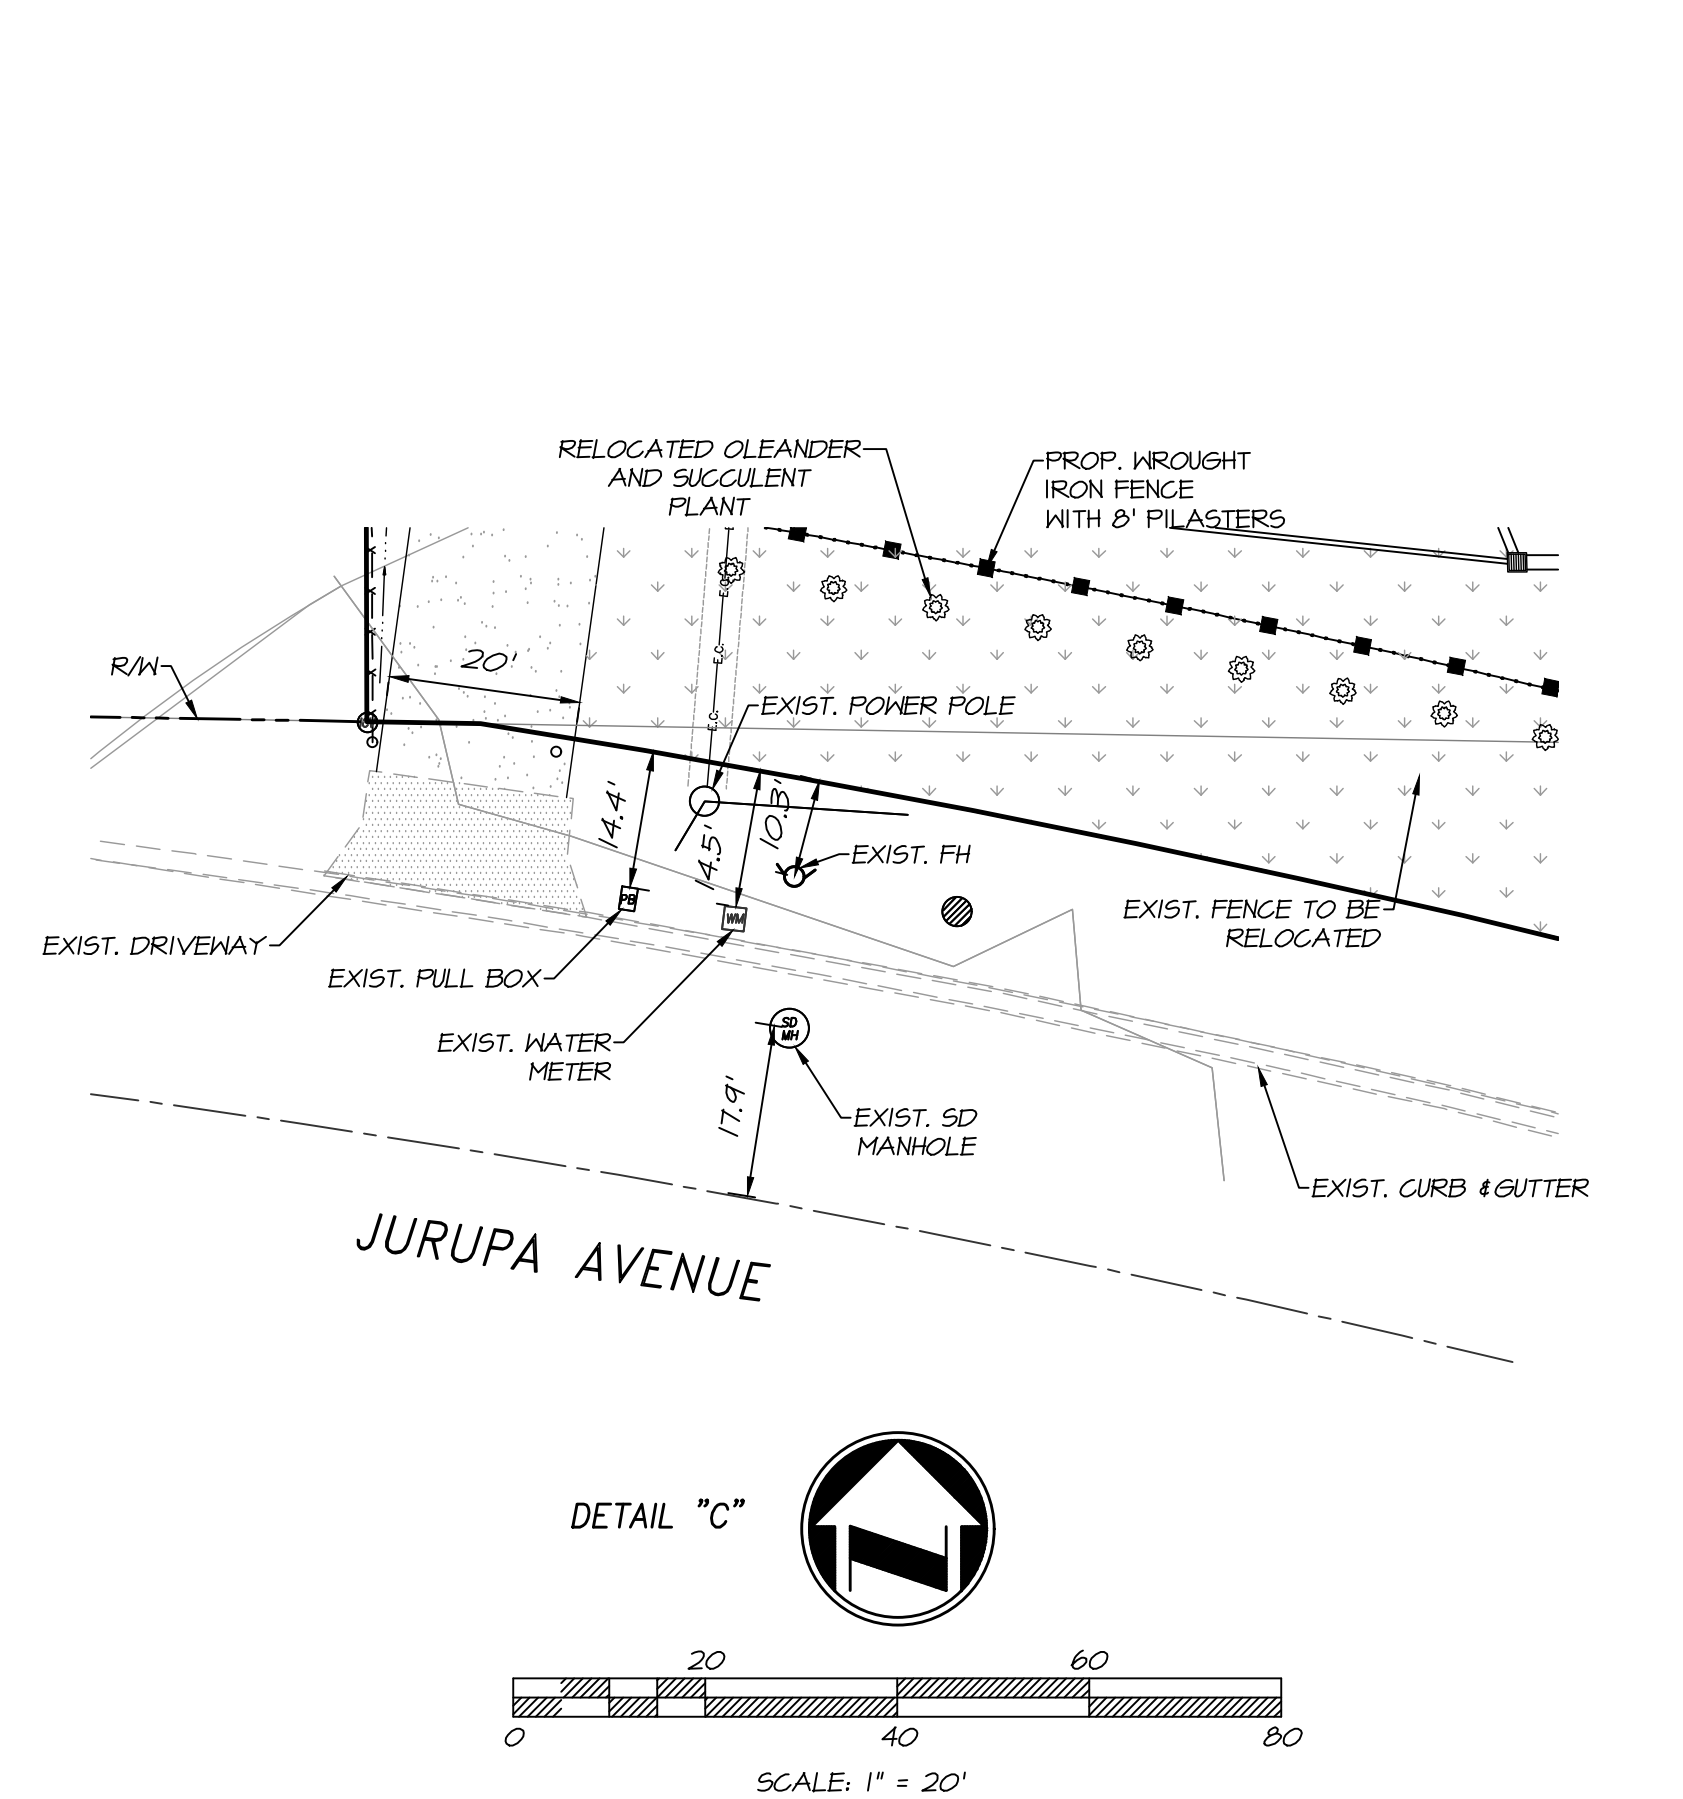 RELOCATED OLEANDER
AND SUCCULENT
PLANT
PROP. WROUGHT
IRON FENCE
WITH 8' PILASTERS
E.C.
E.C.
E.C.
20'
R/W
EXIST. POWER POLE
14.4'
14.5'
10.3'
EXIST. FH
PB
WM
EXIST. FENCE TO BE
RELOCATED
EXIST. DRIVEWAY
EXIST. PULL BOX
EXIST. WATER
METER
SD
MH
17.9'
EXIST. SD
MANHOLE
EXIST. CURB & GUTTER
JURUPA AVENUE
DETAIL "C"
N
20 60
0 40 80
SCALE: 1" = 20'